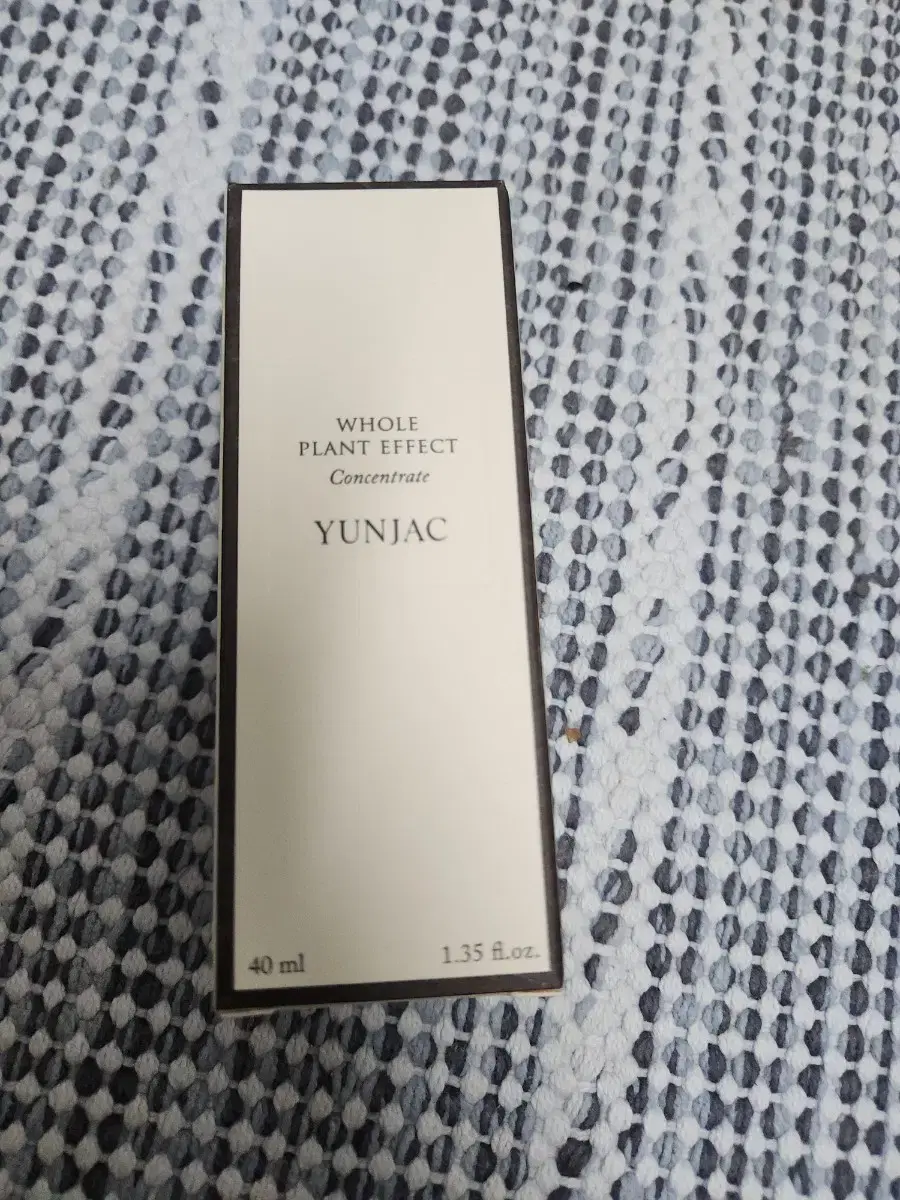 WHOLE
PLANT EFFECT
Concentrate
YUNJAC
40 ml
1.35 fl.oz.